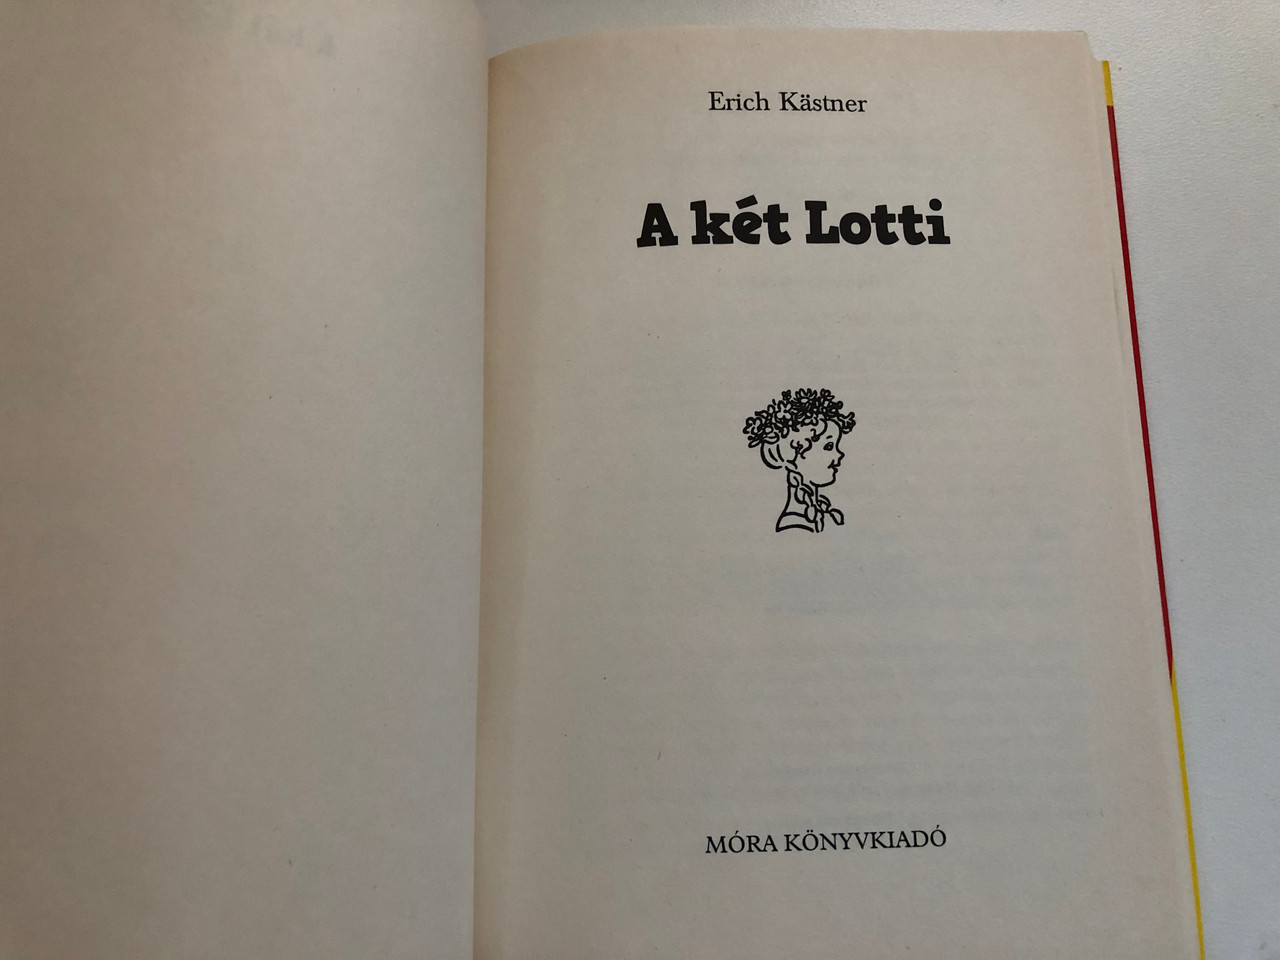 Erich Kästner
A két Lotti
MÓRA KÖNYVKIADÓ